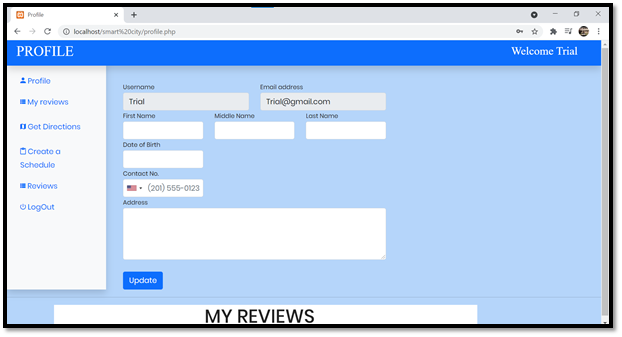 Profile
localhost/smart%20city/profile.php
PROFILE
Welcome Trial
Profile
My reviews
Get Directions
Create a
Schedule
Reviews
LogOut
Username
Email address
Trial
Trial@gmail.com
First Name
Middle Name
Last Name
Date of Birth
Contact No.
(201) 555-0123
Address
Update
MY REVIEWS